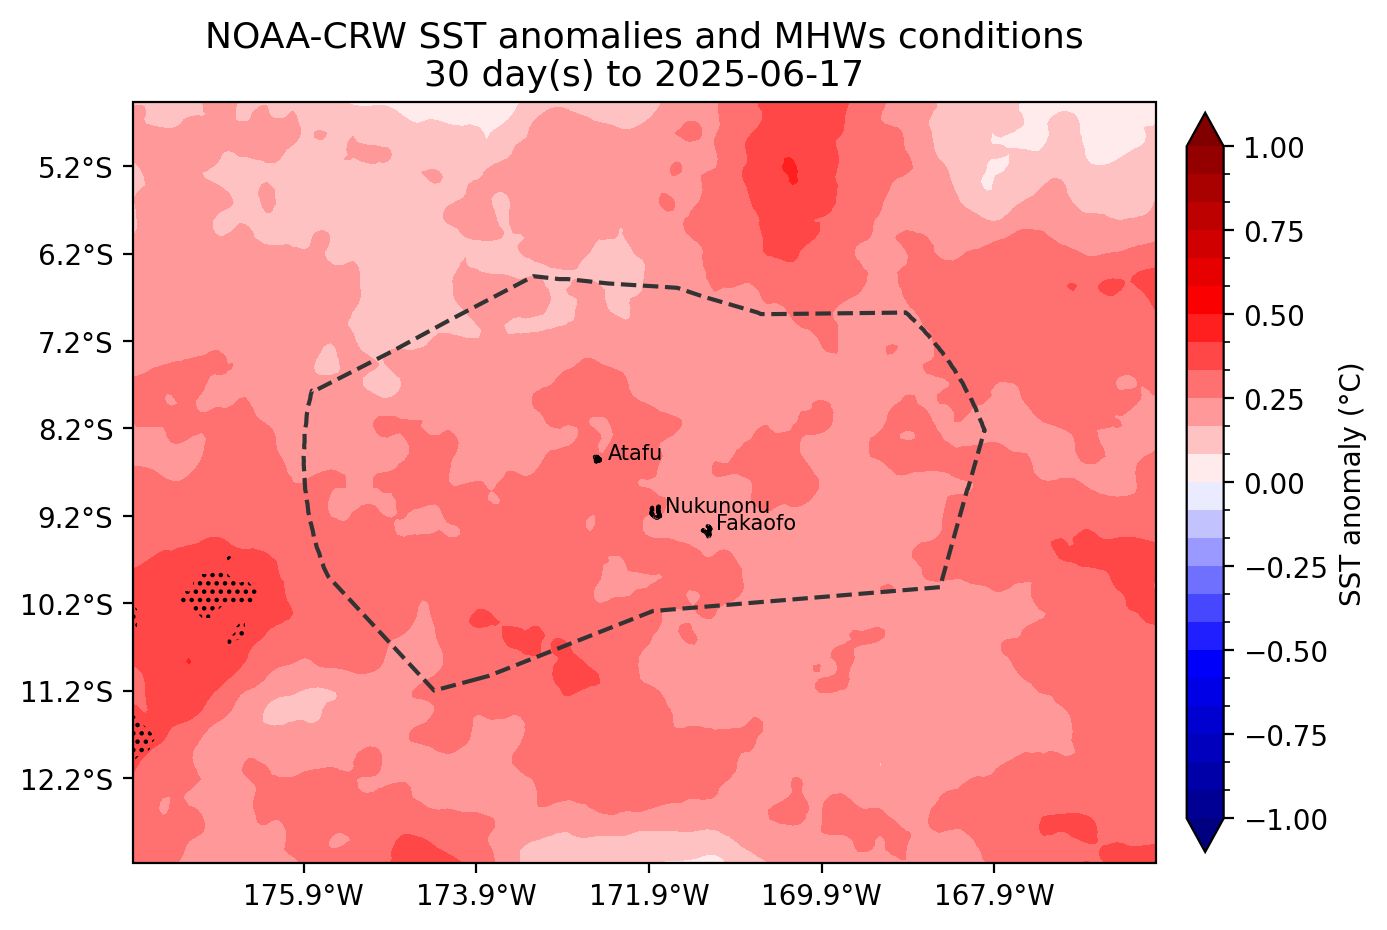 NOAA-CRW SST anomalies and MHWs conditions
30 day(s) to 2025-06-17
5.2°S
6.2°S
7.2°S
8.2°S
9.2°S
10.2°S
11.2°S
12.2°S
Atafu
Nukunonu
Fakaofo
175.9°W
173.9°W
171.9°W
169.9°W
167.9°W
1.00
0.75
0.50
0.25
0.00
−0.25
−0.50
−0.75
−1.00
SST anomaly (°C)